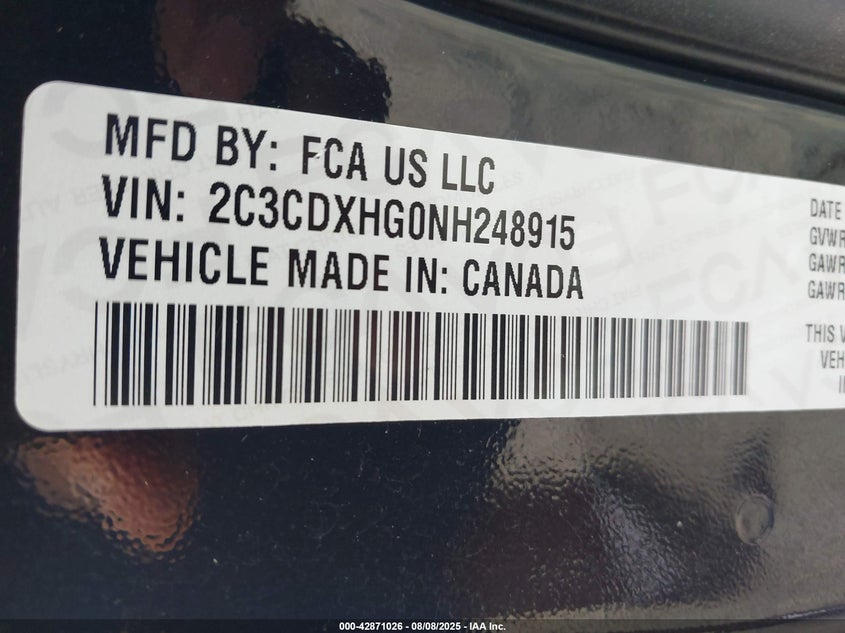 MFD BY: FCA US LLC
VIN: 2C3CDXHG0NH248915
VEHICLE MADE IN: CANADA
DATE
GVWR
GAWR
GAWR
THIS V
VEH
000-42871026 - 08/08/2025 - IAA Inc.